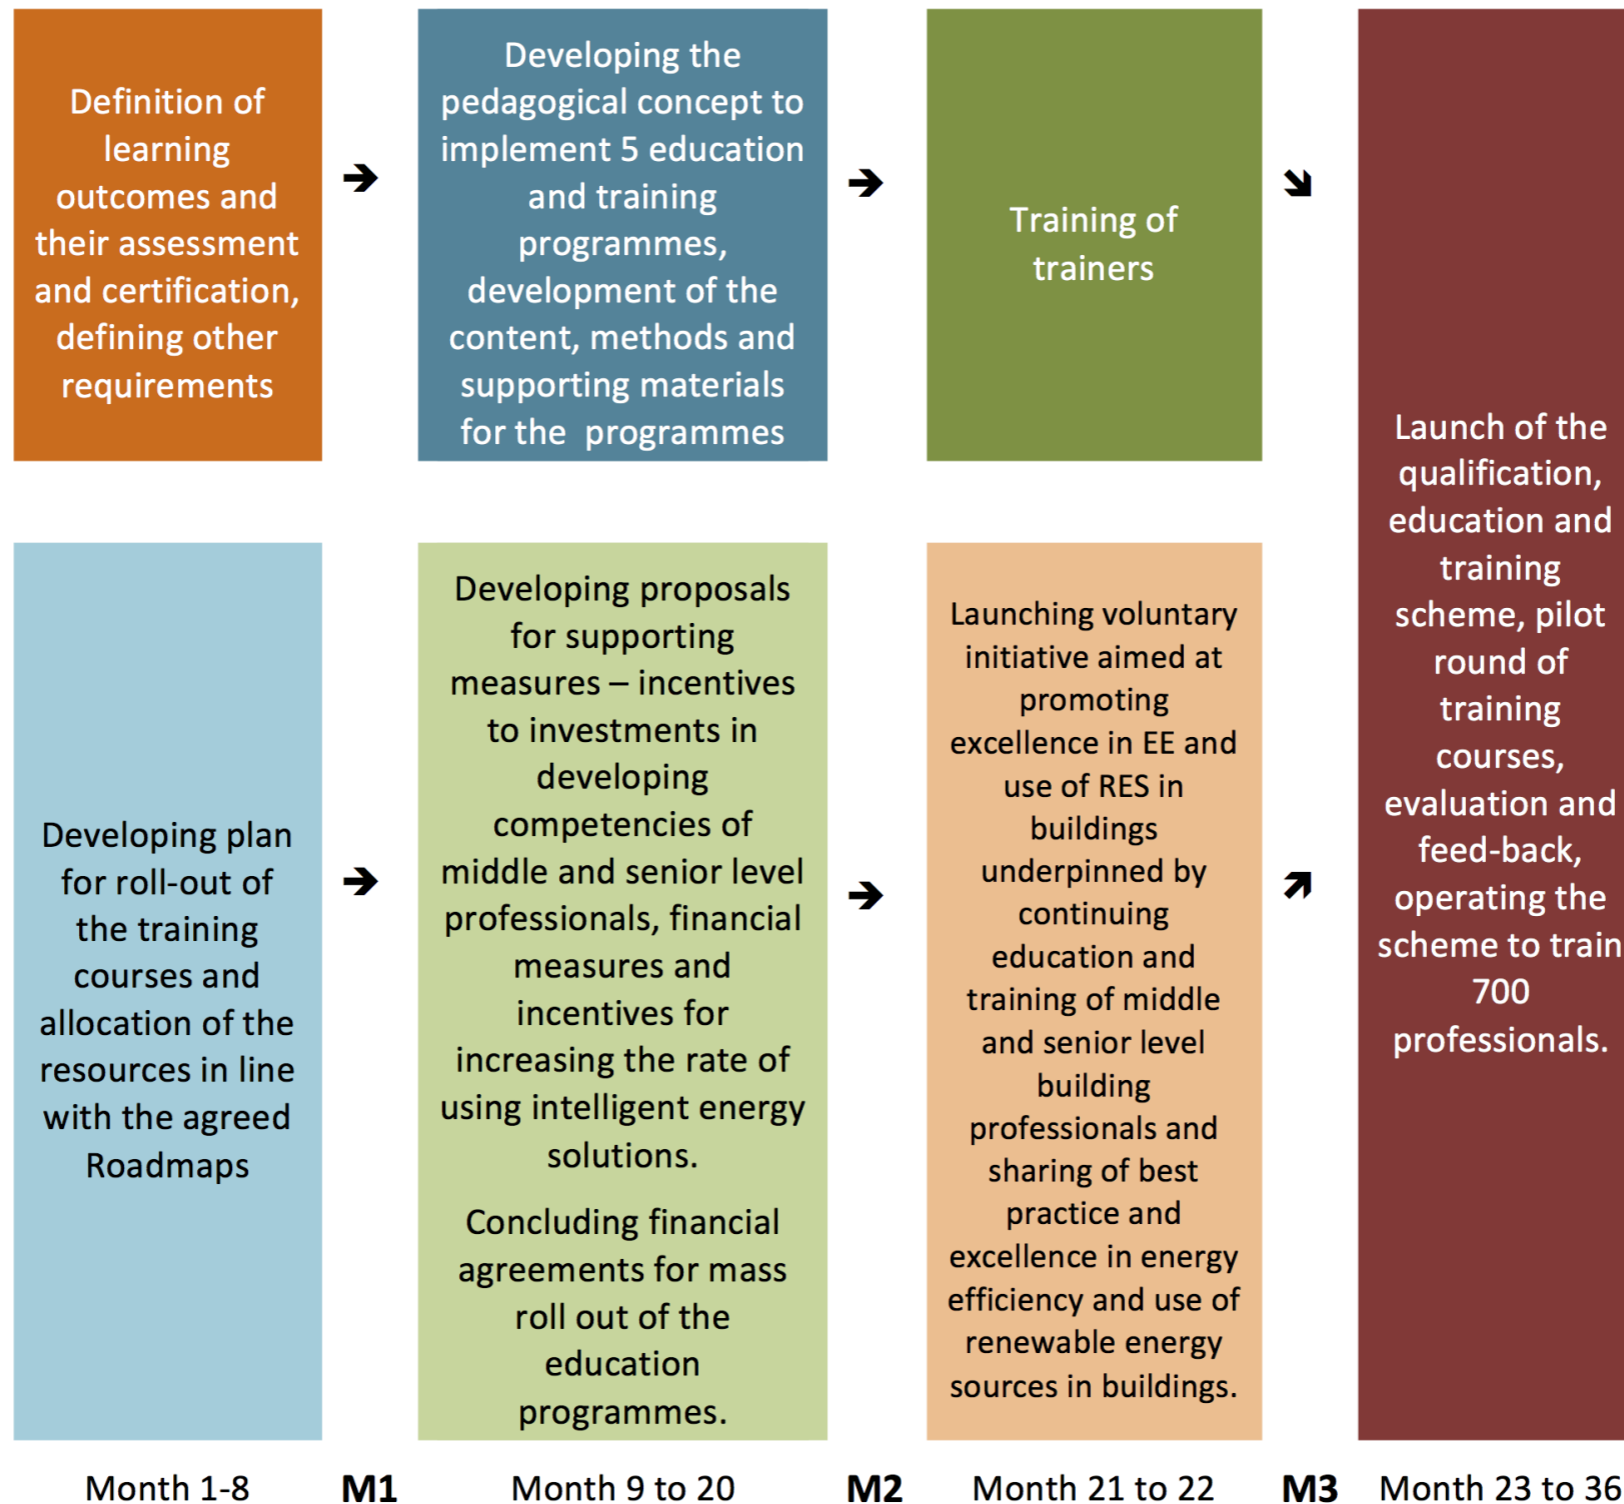 Definition of
learning
outcomes and
their assessment
and certification,
defining other
requirements
➔
Developing the
pedagogical concept to
implement 5 education
and training
programmes,
development of the
content, methods and
supporting materials
for the programmes
➔
Training of
trainers
➘
Developing plan
for roll-out of
the training
courses and
allocation of the
resources in line
with the agreed
Roadmaps
➔
Developing proposals
for supporting
measures – incentives
to investments in
developing
competencies of
middle and senior level
professionals, financial
measures and
incentives for
increasing the rate of
using intelligent energy
solutions.
Concluding financial
agreements for mass
roll out of the
education
programmes.
➔
Launching voluntary
initiative aimed at
promoting
excellence in EE and
use of RES in
buildings
underpinned by
continuing
education and
training of middle
and senior level
building
professionals and
sharing of best
practice and
excellence in energy
efficiency and use of
renewable energy
sources in buildings.
➚
Launch of the
qualification,
education and
training
scheme, pilot
round of
training
courses,
evaluation and
feed-back,
operating the
scheme to train
700
professionals.
Month 1-8 M1 Month 9 to 20 M2 Month 21 to 22 M3 Month 23 to 36